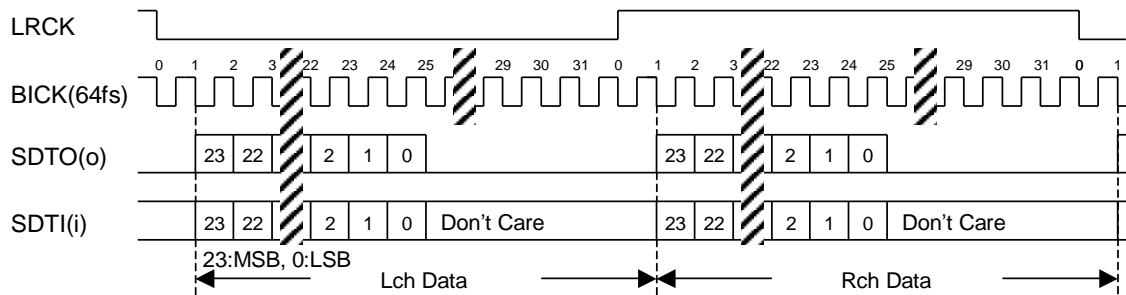 LRCK
0 1 2 3 22 23 24 25 29 30 31 0 1 2 3 22 23 24 25 29 30 31 0 1
BICK(64fs)
SDTO(o) 23 22 2 1 0 23 22 2 1 0
SDTI(i) 23 22 2 1 0 Don't Care 23 22 2 1 0 Don't Care
23:MSB, 0:LSB
Lch Data Rch Data